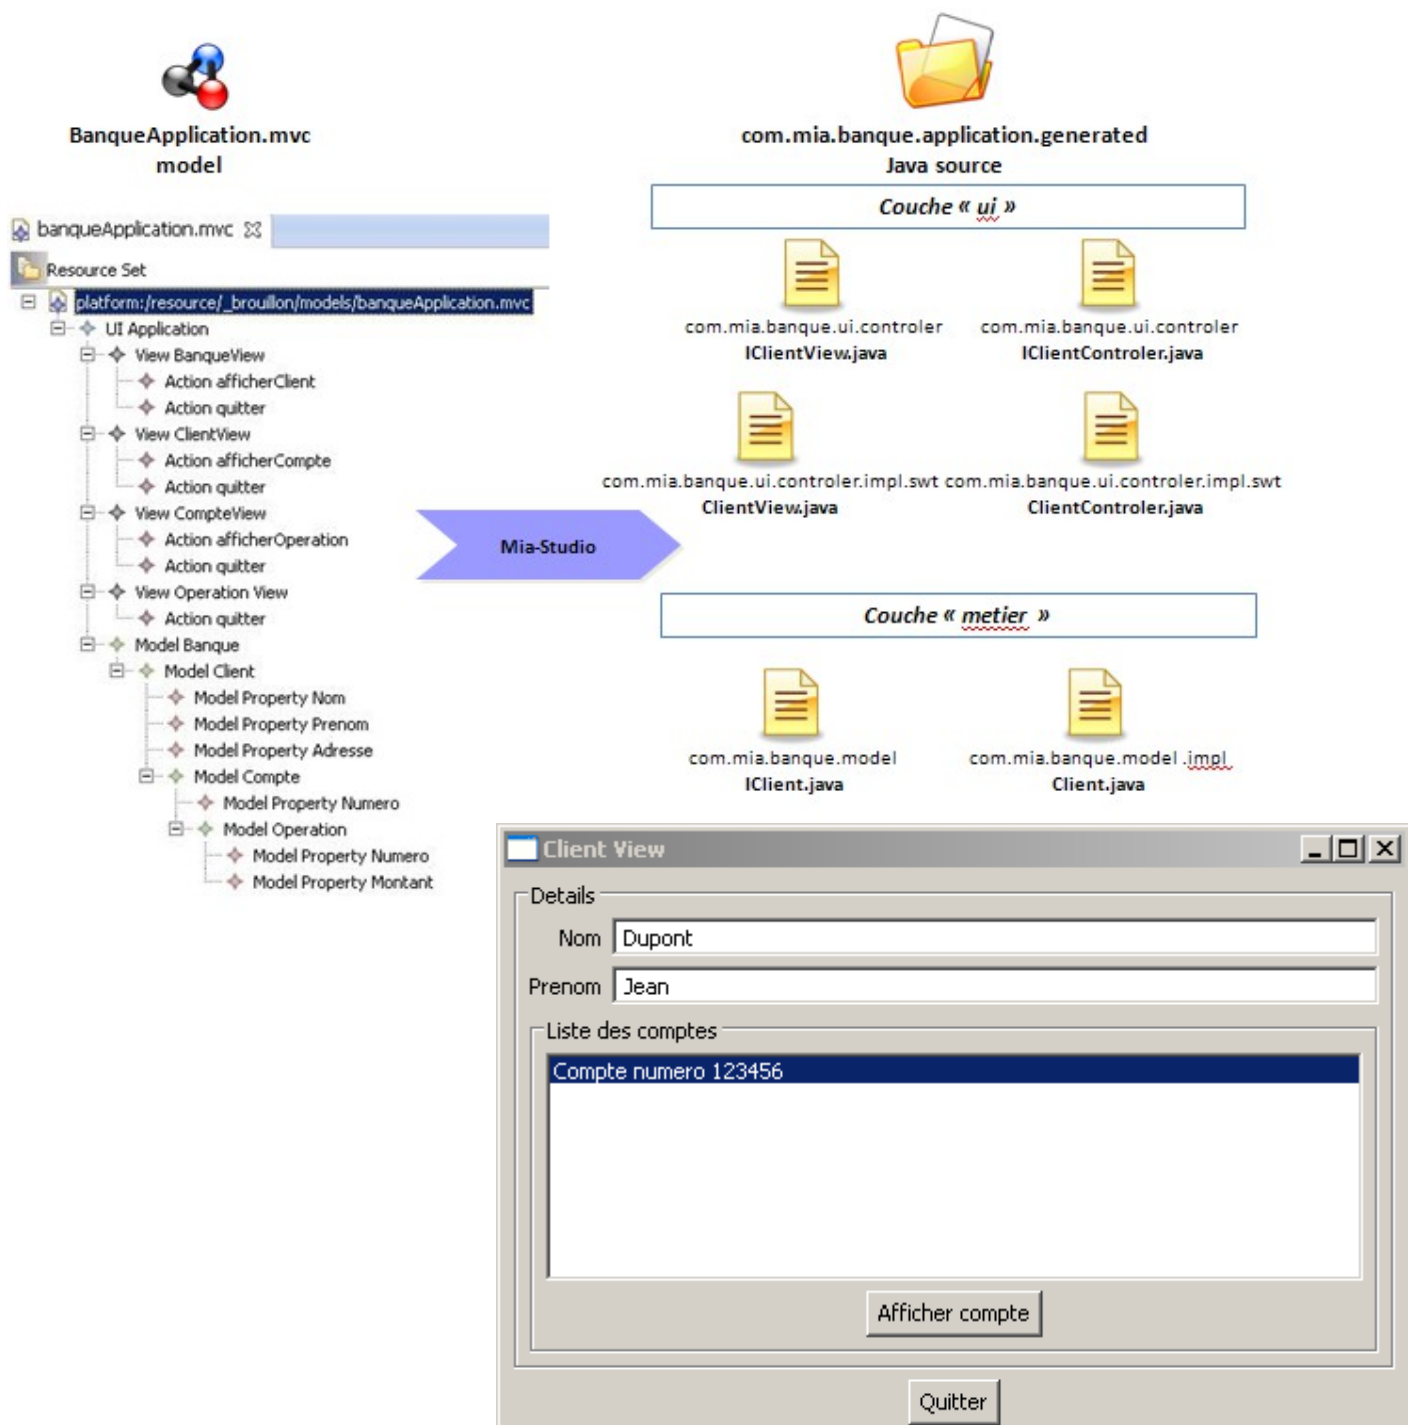 BanqueApplication.mvc
model
banqueApplication.mvc
Resource Set
platform:/resource/_brouillon/models/banqueApplication.mvc
UI Application
View BanqueView
Action afficherClient
Action quitter
View ClientView
Action afficherCompte
Action quitter
View CompteView
Action afficherOperation
Action quitter
View Operation View
Action quitter
Model Banque
Model Client
Model Property Nom
Model Property Prenom
Model Property Adresse
Model Compte
Model Property Numero
Model Operation
Model Property Numero
Model Property Montant
Mia-Studio
com.mia.banque.application.generated
Java source
Couche « ui »
com.mia.banque.ui.controler
IClientView.java
com.mia.banque.ui.controler
IClientControler.java
com.mia.banque.ui.controler.impl.swt
ClientView.java
com.mia.banque.ui.controler.impl.swt
ClientControler.java
Couche « metier »
com.mia.banque.model
IClient.java
com.mia.banque.model .impl
Client.java
Client View
Details
Nom Dupont
Prenom Jean
Liste des comptes
Compte numero 123456
Afficher compte
Quitter